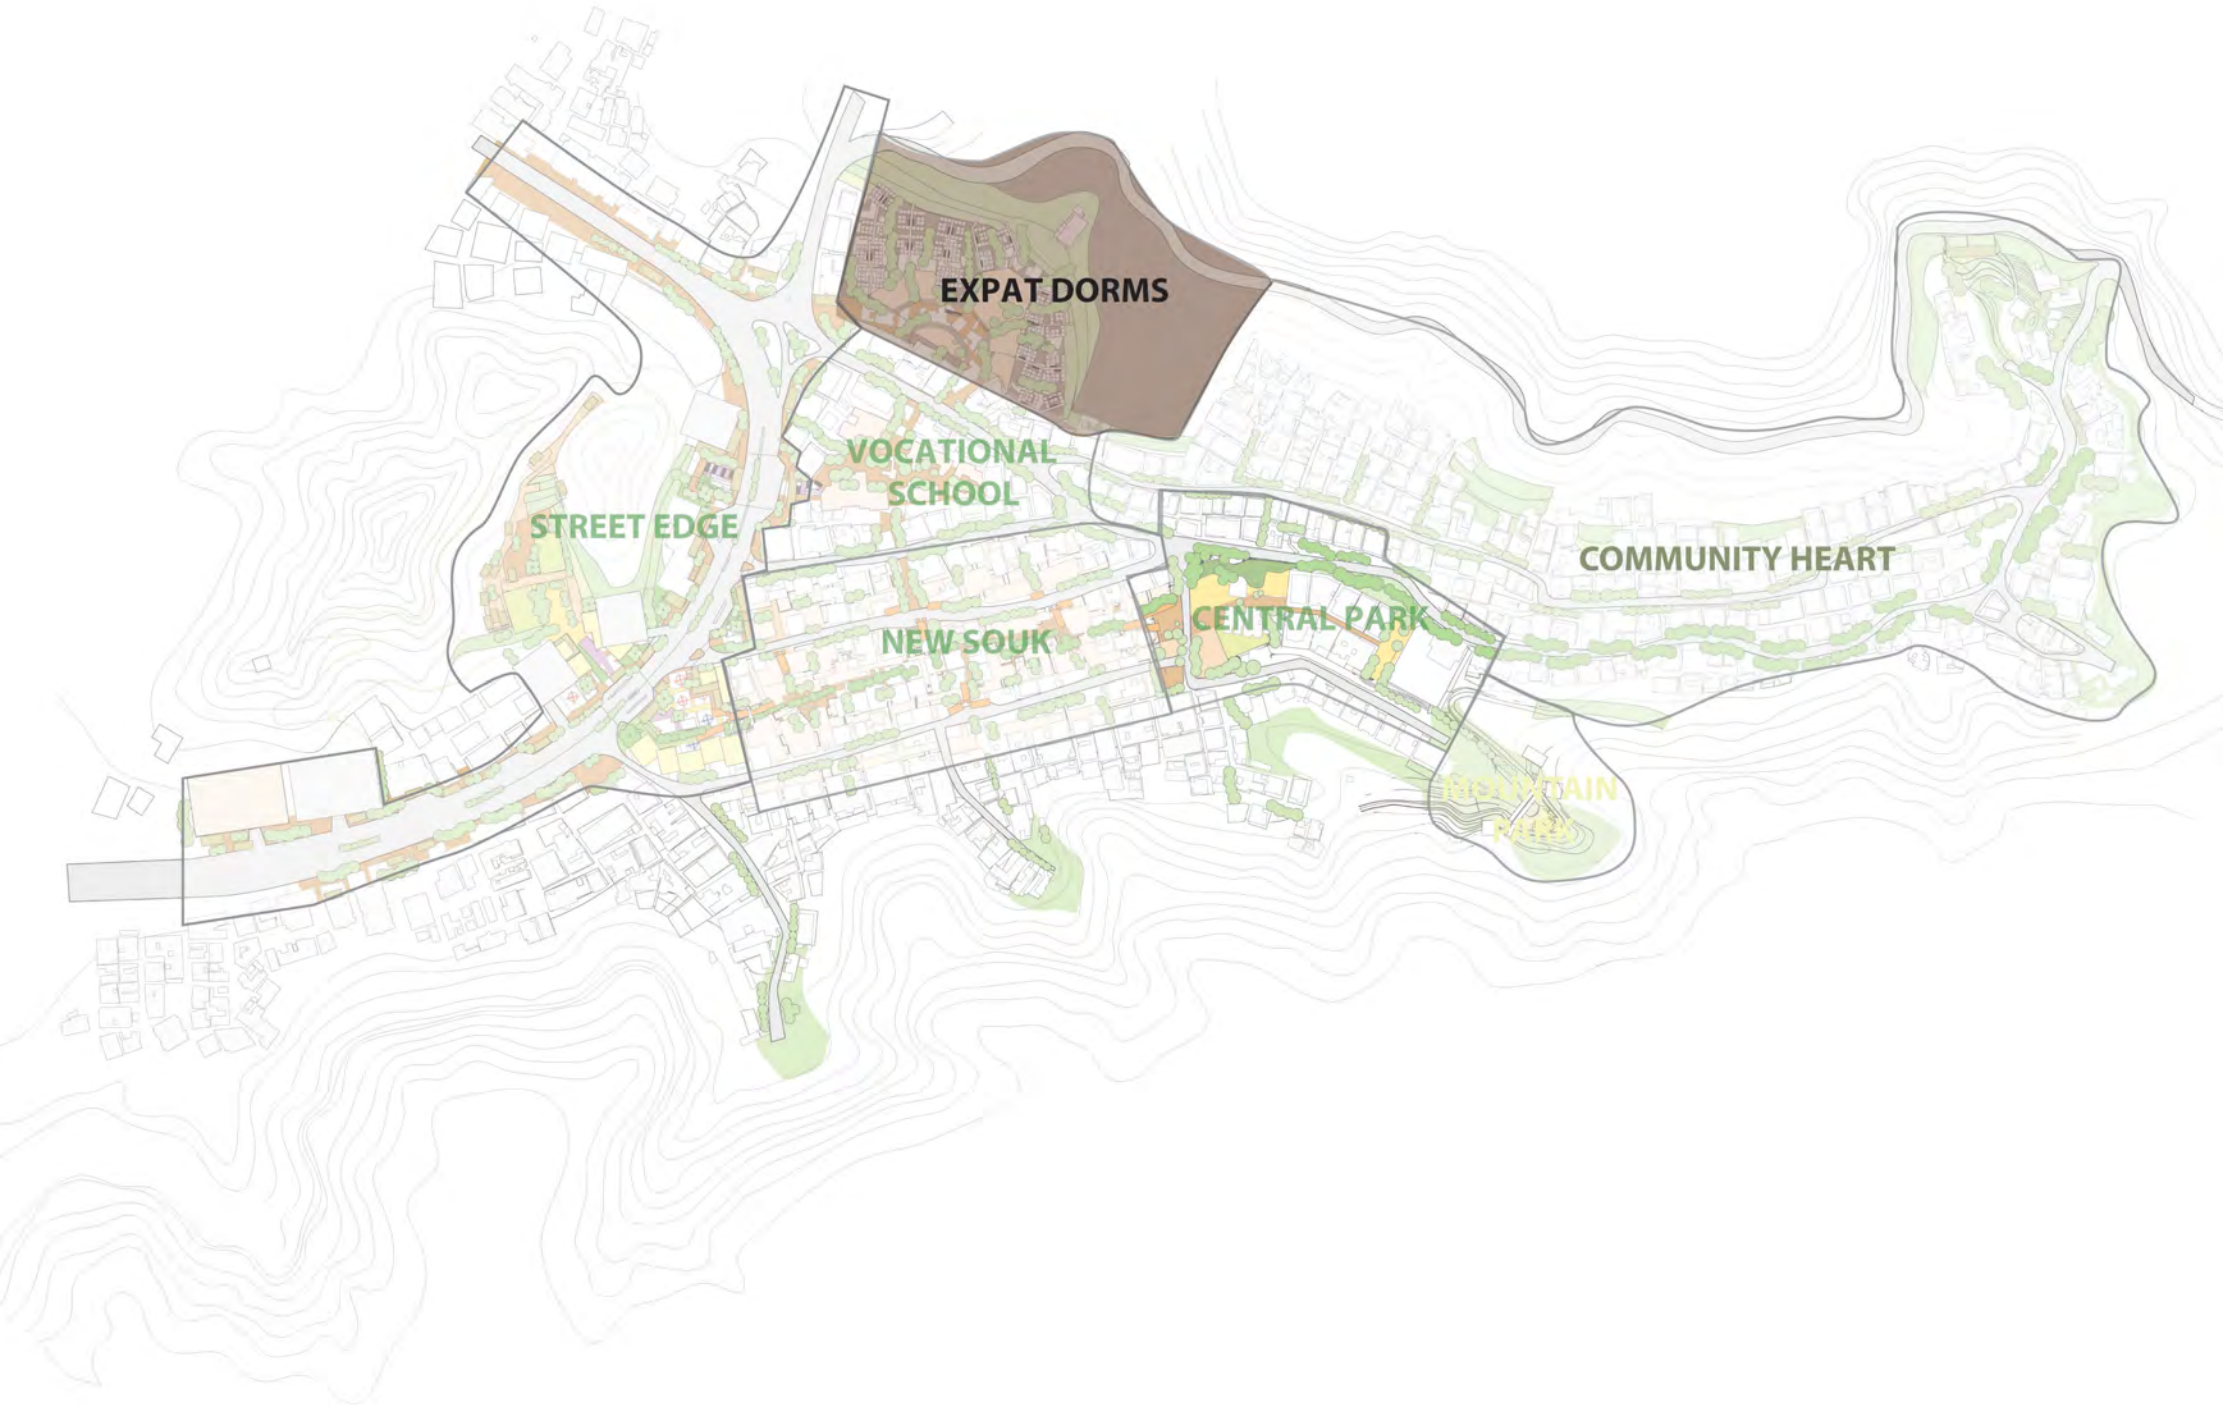 EXPAT DORMS
VOCATIONAL
SCHOOL
STREET EDGE
COMMUNITY HEART
CENTRAL PARK
NEW SOUK
MOUNTAIN
PARK